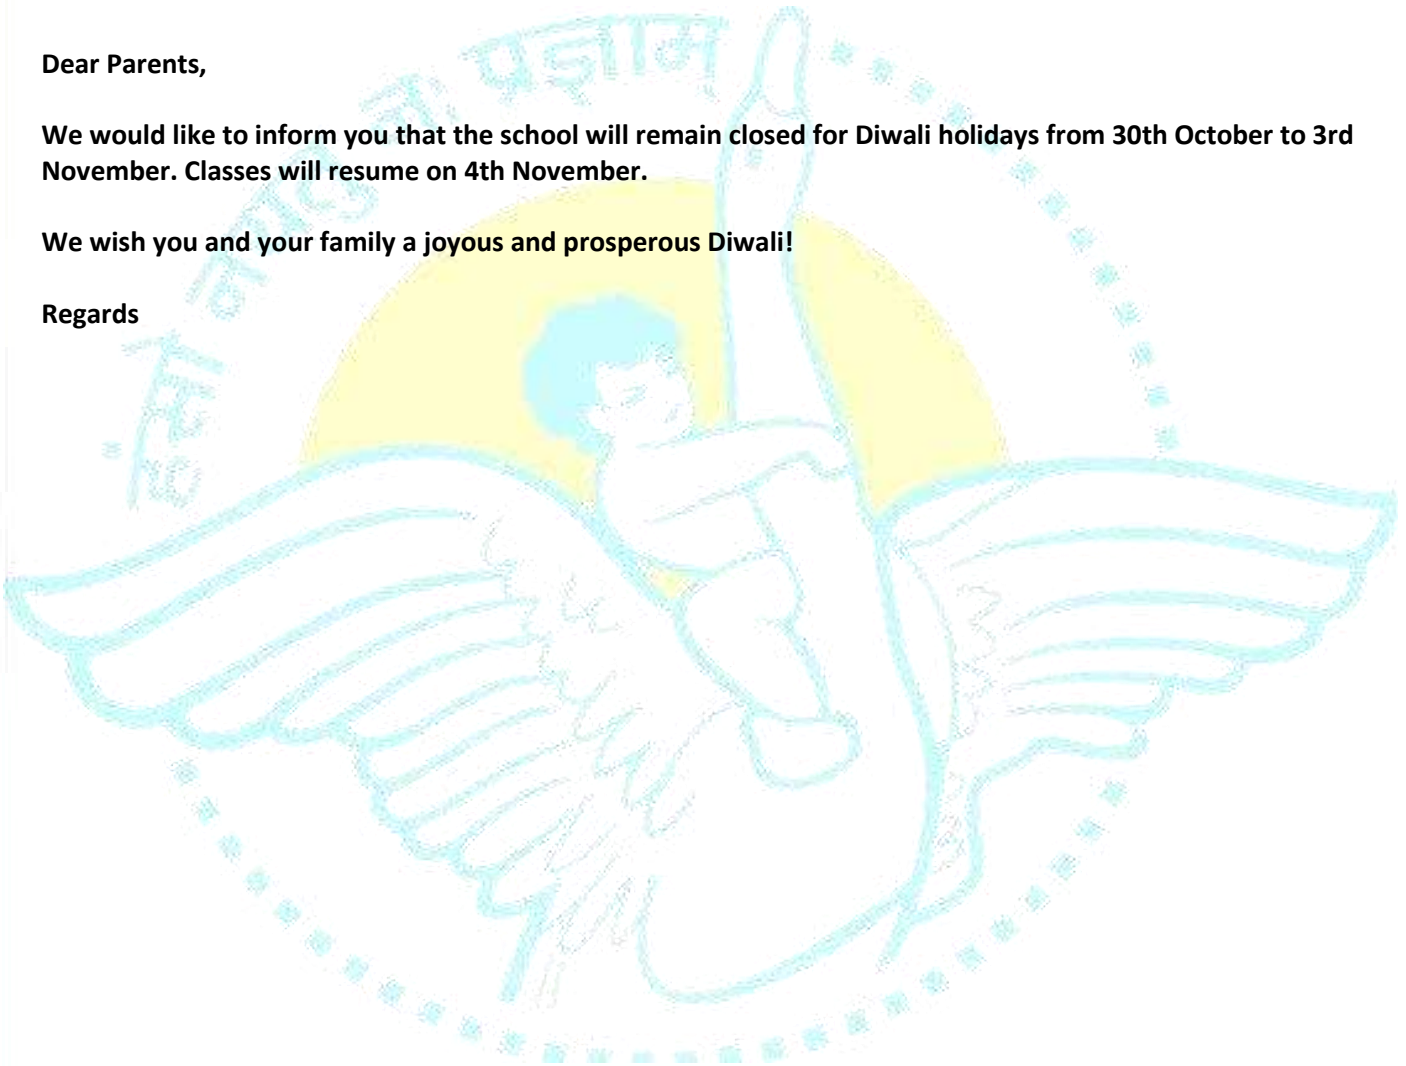 Dear Parents,
We would like to inform you that the school will remain closed for Diwali holidays from 30th October to 3rd
November. Classes will resume on 4th November.
We wish you and your family a joyous and prosperous Diwali!
Regards